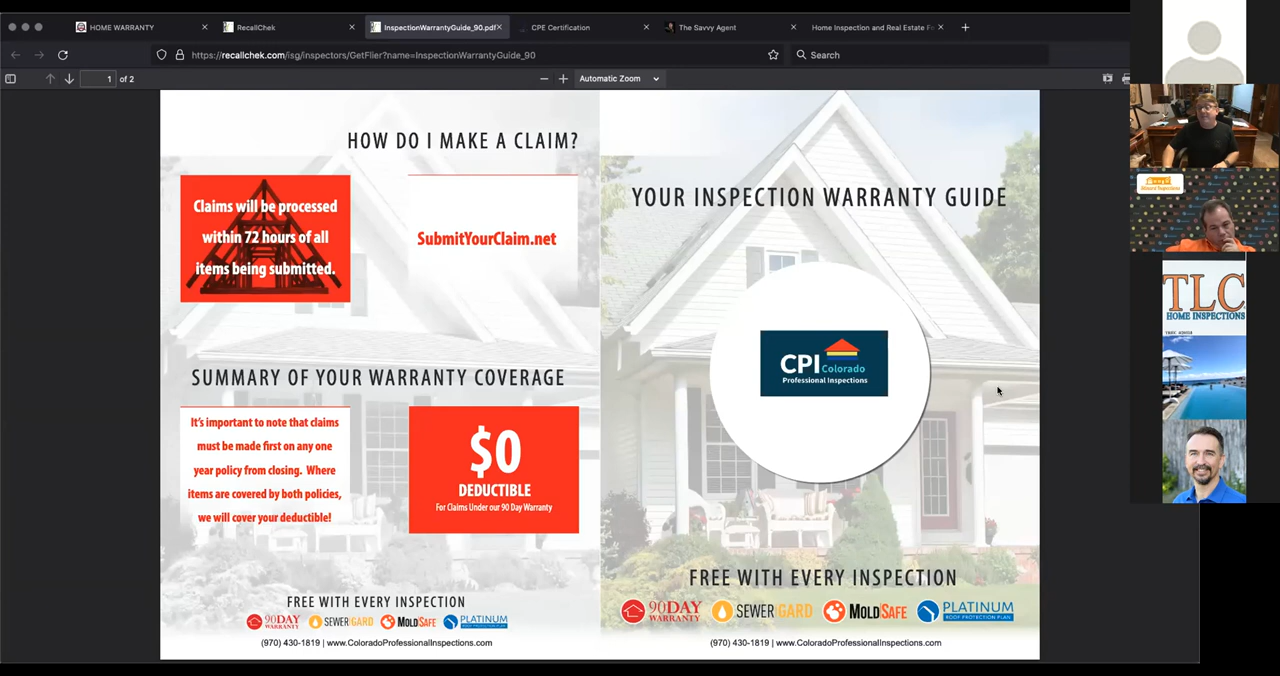 HOME WARRANTY
RecallChek
InspectionWarrantyGuide_90.pdf
CPE Certification
The Savvy Agent
Home Inspection and Real Estate
https://recallchek.com/isg/inspectors/GetFlier?name=InspectionWarrantyGuide_90
Search
1 of 2
Automatic Zoom
HOW DO I MAKE A CLAIM?
Claims will be processed
within 72 hours of all
items being submitted.
SubmitYourClaim.net
SUMMARY OF YOUR WARRANTY COVERAGE
It's important to note that claims
must be made first on any one
year policy from closing. Where
items are covered by both policies,
we will cover your deductible!
$0
DEDUCTIBLE
For Claims Under our 90 Day Warranty
FREE WITH EVERY INSPECTION
90DAY
WARRANTY
SEWERGARD
MOLDSAFE
PLATINUM
ROOF PROTECTION PLAN
(970) 430-1819 | www.ColoradoProfessionalInspections.com
YOUR INSPECTION WARRANTY GUIDE
CPI Colorado
Professional Inspections
FREE WITH EVERY INSPECTION
90DAY
WARRANTY
SEWERGARD
MOLDSAFE
PLATINUM
ROOF PROTECTION PLAN
(970) 430-1819 | www.ColoradoProfessionalInspections.com
TLC
HOME INSPECTIONS